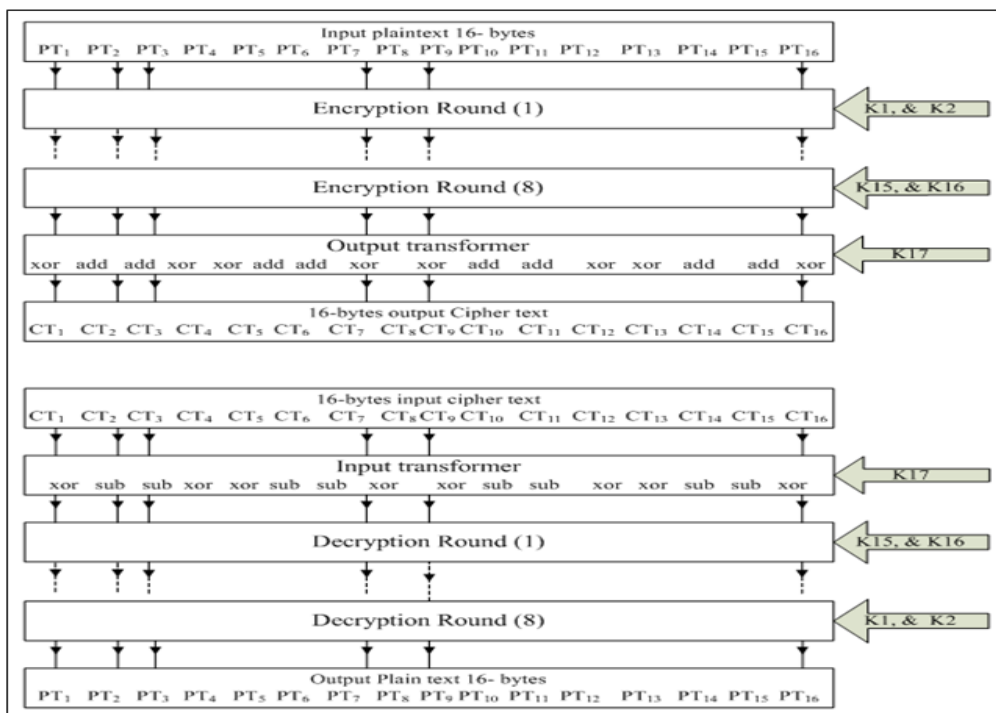 Input plaintext 16- bytes
PT1 PT2 PT3 PT4 PT5 PT6 PT7 PT8 PT9 PT10 PT11 PT12 PT13 PT14 PT15 PT16
Encryption Round (1)
K1, & K2
Encryption Round (8)
K15, & K16
Output transformer
xor add add xor xor add add xor xor add add xor xor add add xor
K17
16-bytes output Cipher text
CT1 CT2 CT3 CT4 CT5 CT6 CT7 CT8 CT9 CT10 CT11 CT12 CT13 CT14 CT15 CT16
16-bytes input cipher text
CT1 CT2 CT3 CT4 CT5 CT6 CT7 CT8 CT9 CT10 CT11 CT12 CT13 CT14 CT15 CT16
Input transformer
xor sub sub xor xor sub sub xor xor sub sub xor xor sub sub xor
K17
Decryption Round (1)
K15, & K16
Decryption Round (8)
K1, & K2
Output Plain text 16- bytes
PT1 PT2 PT3 PT4 PT5 PT6 PT7 PT8 PT9 PT10 PT11 PT12 PT13 PT14 PT15 PT16